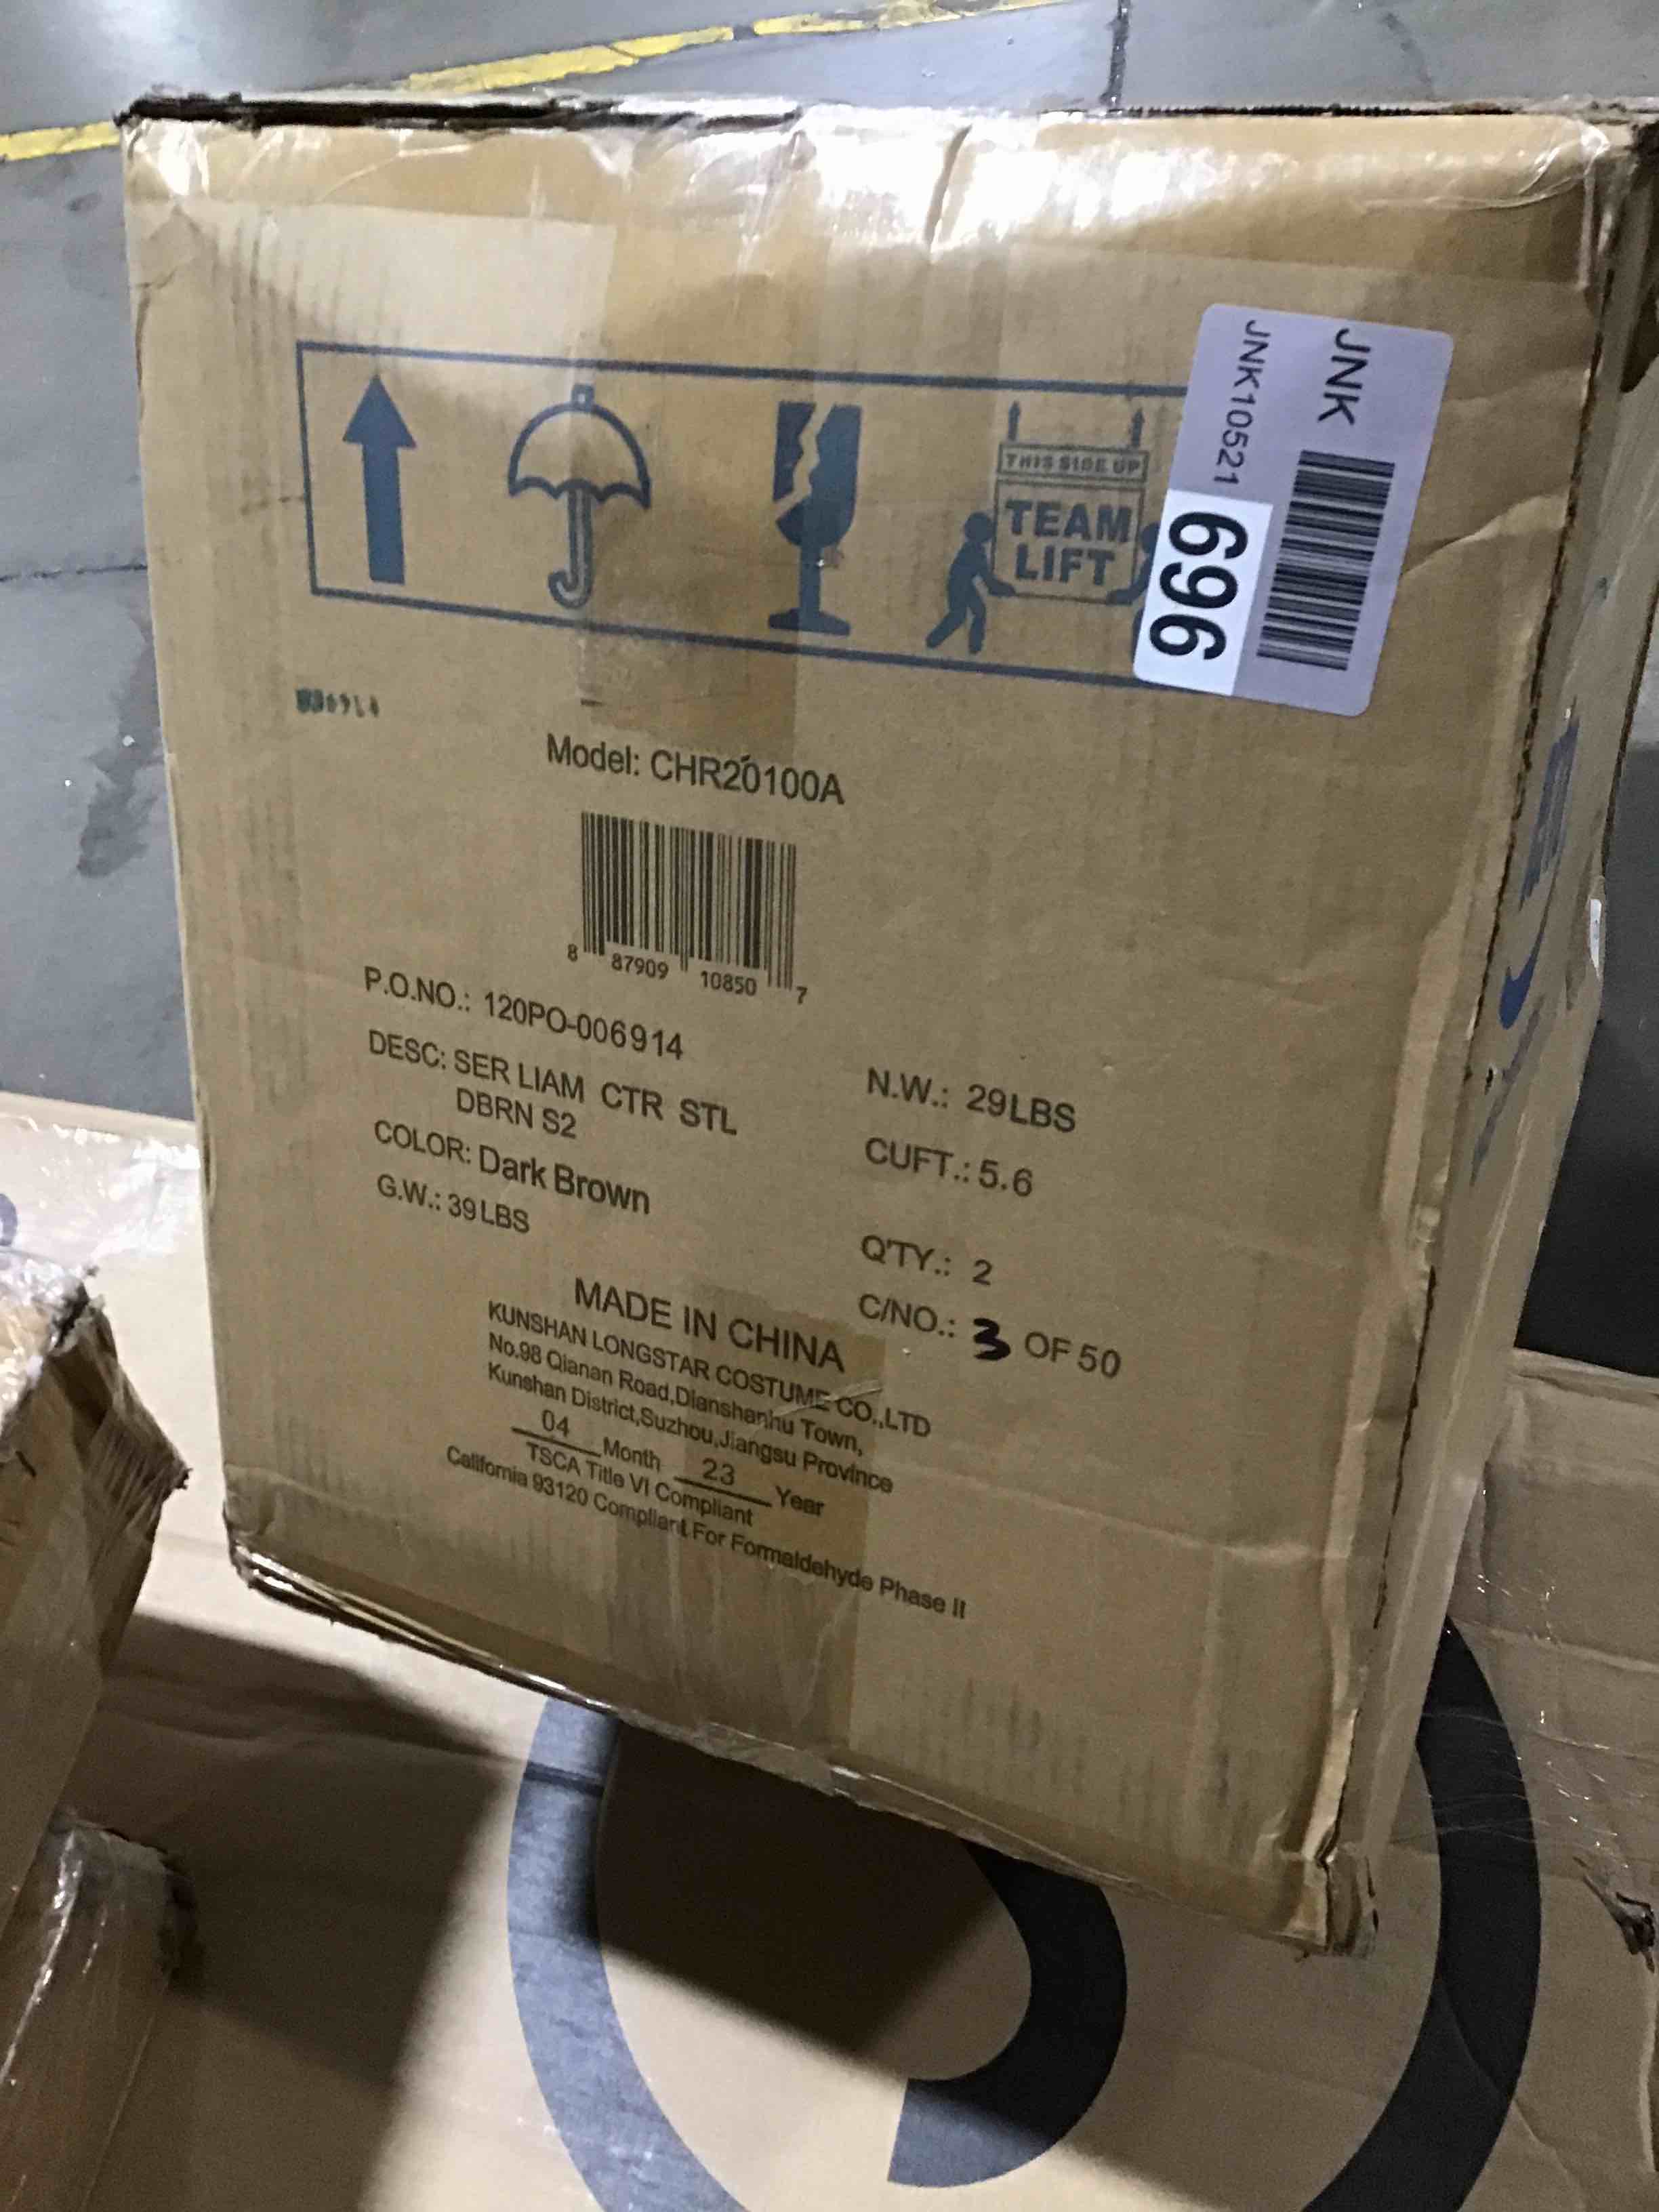 THIS SIDE UP
TEAM
LIFT
JNK
JNK10521
696
Model: CHR20100A
8 87909 10850 7
P.O.NO.: 120PO-006914
DESC: SER LIAM CTR STL
DBRN S2
COLOR: Dark Brown
G.W.: 39LBS
N.W.: 29LBS
CUFT.: 5.6
Q'TY.: 2
C/NO.: 3 OF 50
MADE IN CHINA
KUNSHAN LONGSTAR COSTUME CO.,LTD
No.98 Qianan Road,Dianshanhu Town,
Kunshan District,Suzhou,Jiangsu Province
04 Month 23 Year
TSCA Title VI Compliant
California 93120 Compliant For Formaldehyde Phase II